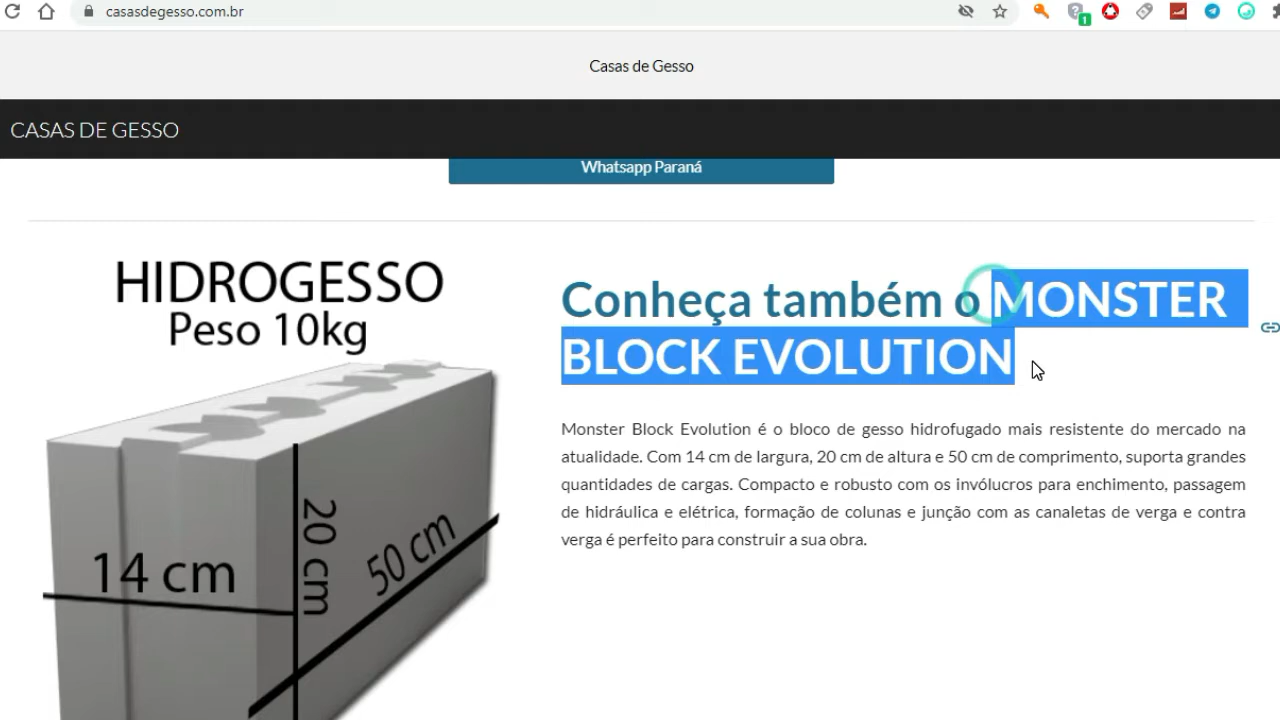 casasdegesso.com.br
1
Casas de Gesso
CASAS DE GESSO
Whatsapp Paraná
HIDROGESSO
Peso 10kg
14 cm
20 cm
50 cm
Conheça também o MONSTER
BLOCK EVOLUTION
Monster Block Evolution é o bloco de gesso hidrofugado mais resistente do mercado na
atualidade. Com 14 cm de largura, 20 cm de altura e 50 cm de comprimento, suporta grandes
quantidades de cargas. Compacto e robusto com os invólucros para enchimento, passagem
de hidráulica e elétrica, formação de colunas e junção com as canaletas de verga e contra
verga é perfeito para construir a sua obra.